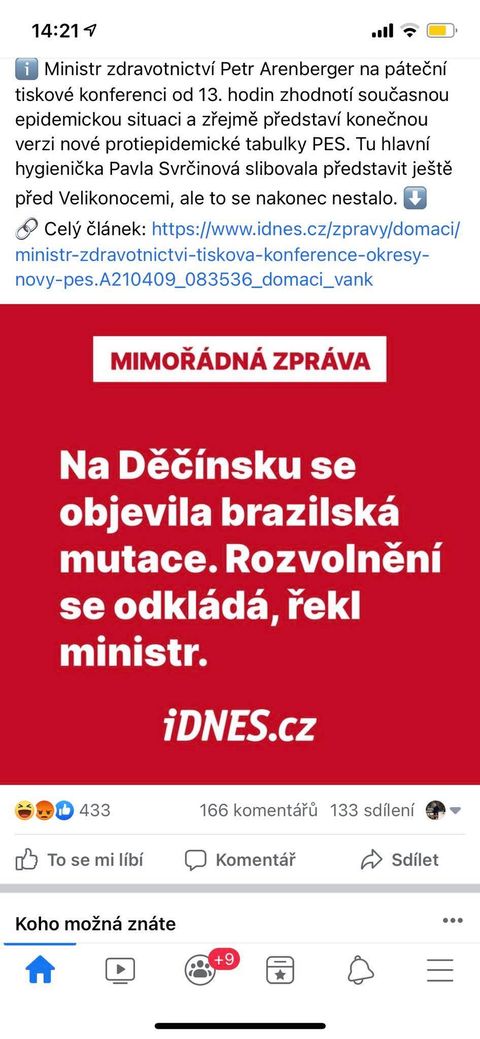 14:21
Ministr zdravotnictví Petr Arenberger na páteční
tiskové konferenci od 13. hodin zhodnotí současnou
epidemickou situaci a zřejmě představí konečnou
verzi nové protiepidemické tabulky PES. Tu hlavní
hygienička Pavla Svrčinová slibovala představit ještě
před Velikonocemi, ale to se nakonec nestalo. ⬇️
🔗 Celý článek: https://www.idnes.cz/zpravy/domaci/
ministr-zdravotnictvi-tiskova-konference-okresy-
novy-pes.A210409_083536_domaci_vank
MIMOŘÁDNÁ ZPRÁVA
Na Děčínsku se
objevila brazilská
mutace. Rozvolnění
se odkládá, řekl
ministr.
iDNES.cz
433 166 komentářů 133 sdílení
To se mi líbí Komentář Sdílet
Koho možná znáte
+9